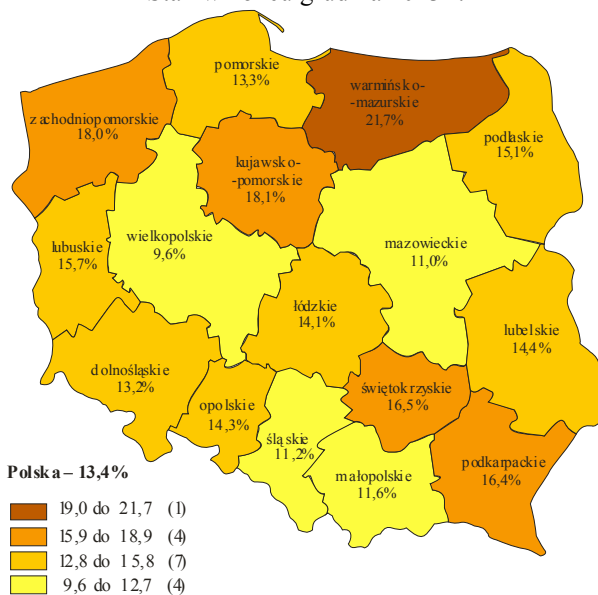 pomorskie
13,3%
warmińsko-
-mazurskie
21,7%
zachodniopomorskie
18,0%
podlaskie
15,1%
kujawsko-
-pomorskie
18,1%
wielkopolskie
9,6%
lubuskie
15,7%
mazowieckie
11,0%
łódzkie
14,1%
lubelskie
14,4%
dolnośląskie
13,2%
opolskie
14,3%
świętokrzyskie
16,5%
śląskie
11,2%
małopolskie
11,6%
podkarpackie
16,4%
Polska – 13,4%
19,0 do 21,7 (1)
15,9 do 18,9 (4)
12,8 do 15,8 (7)
9,6 do 12,7 (4)